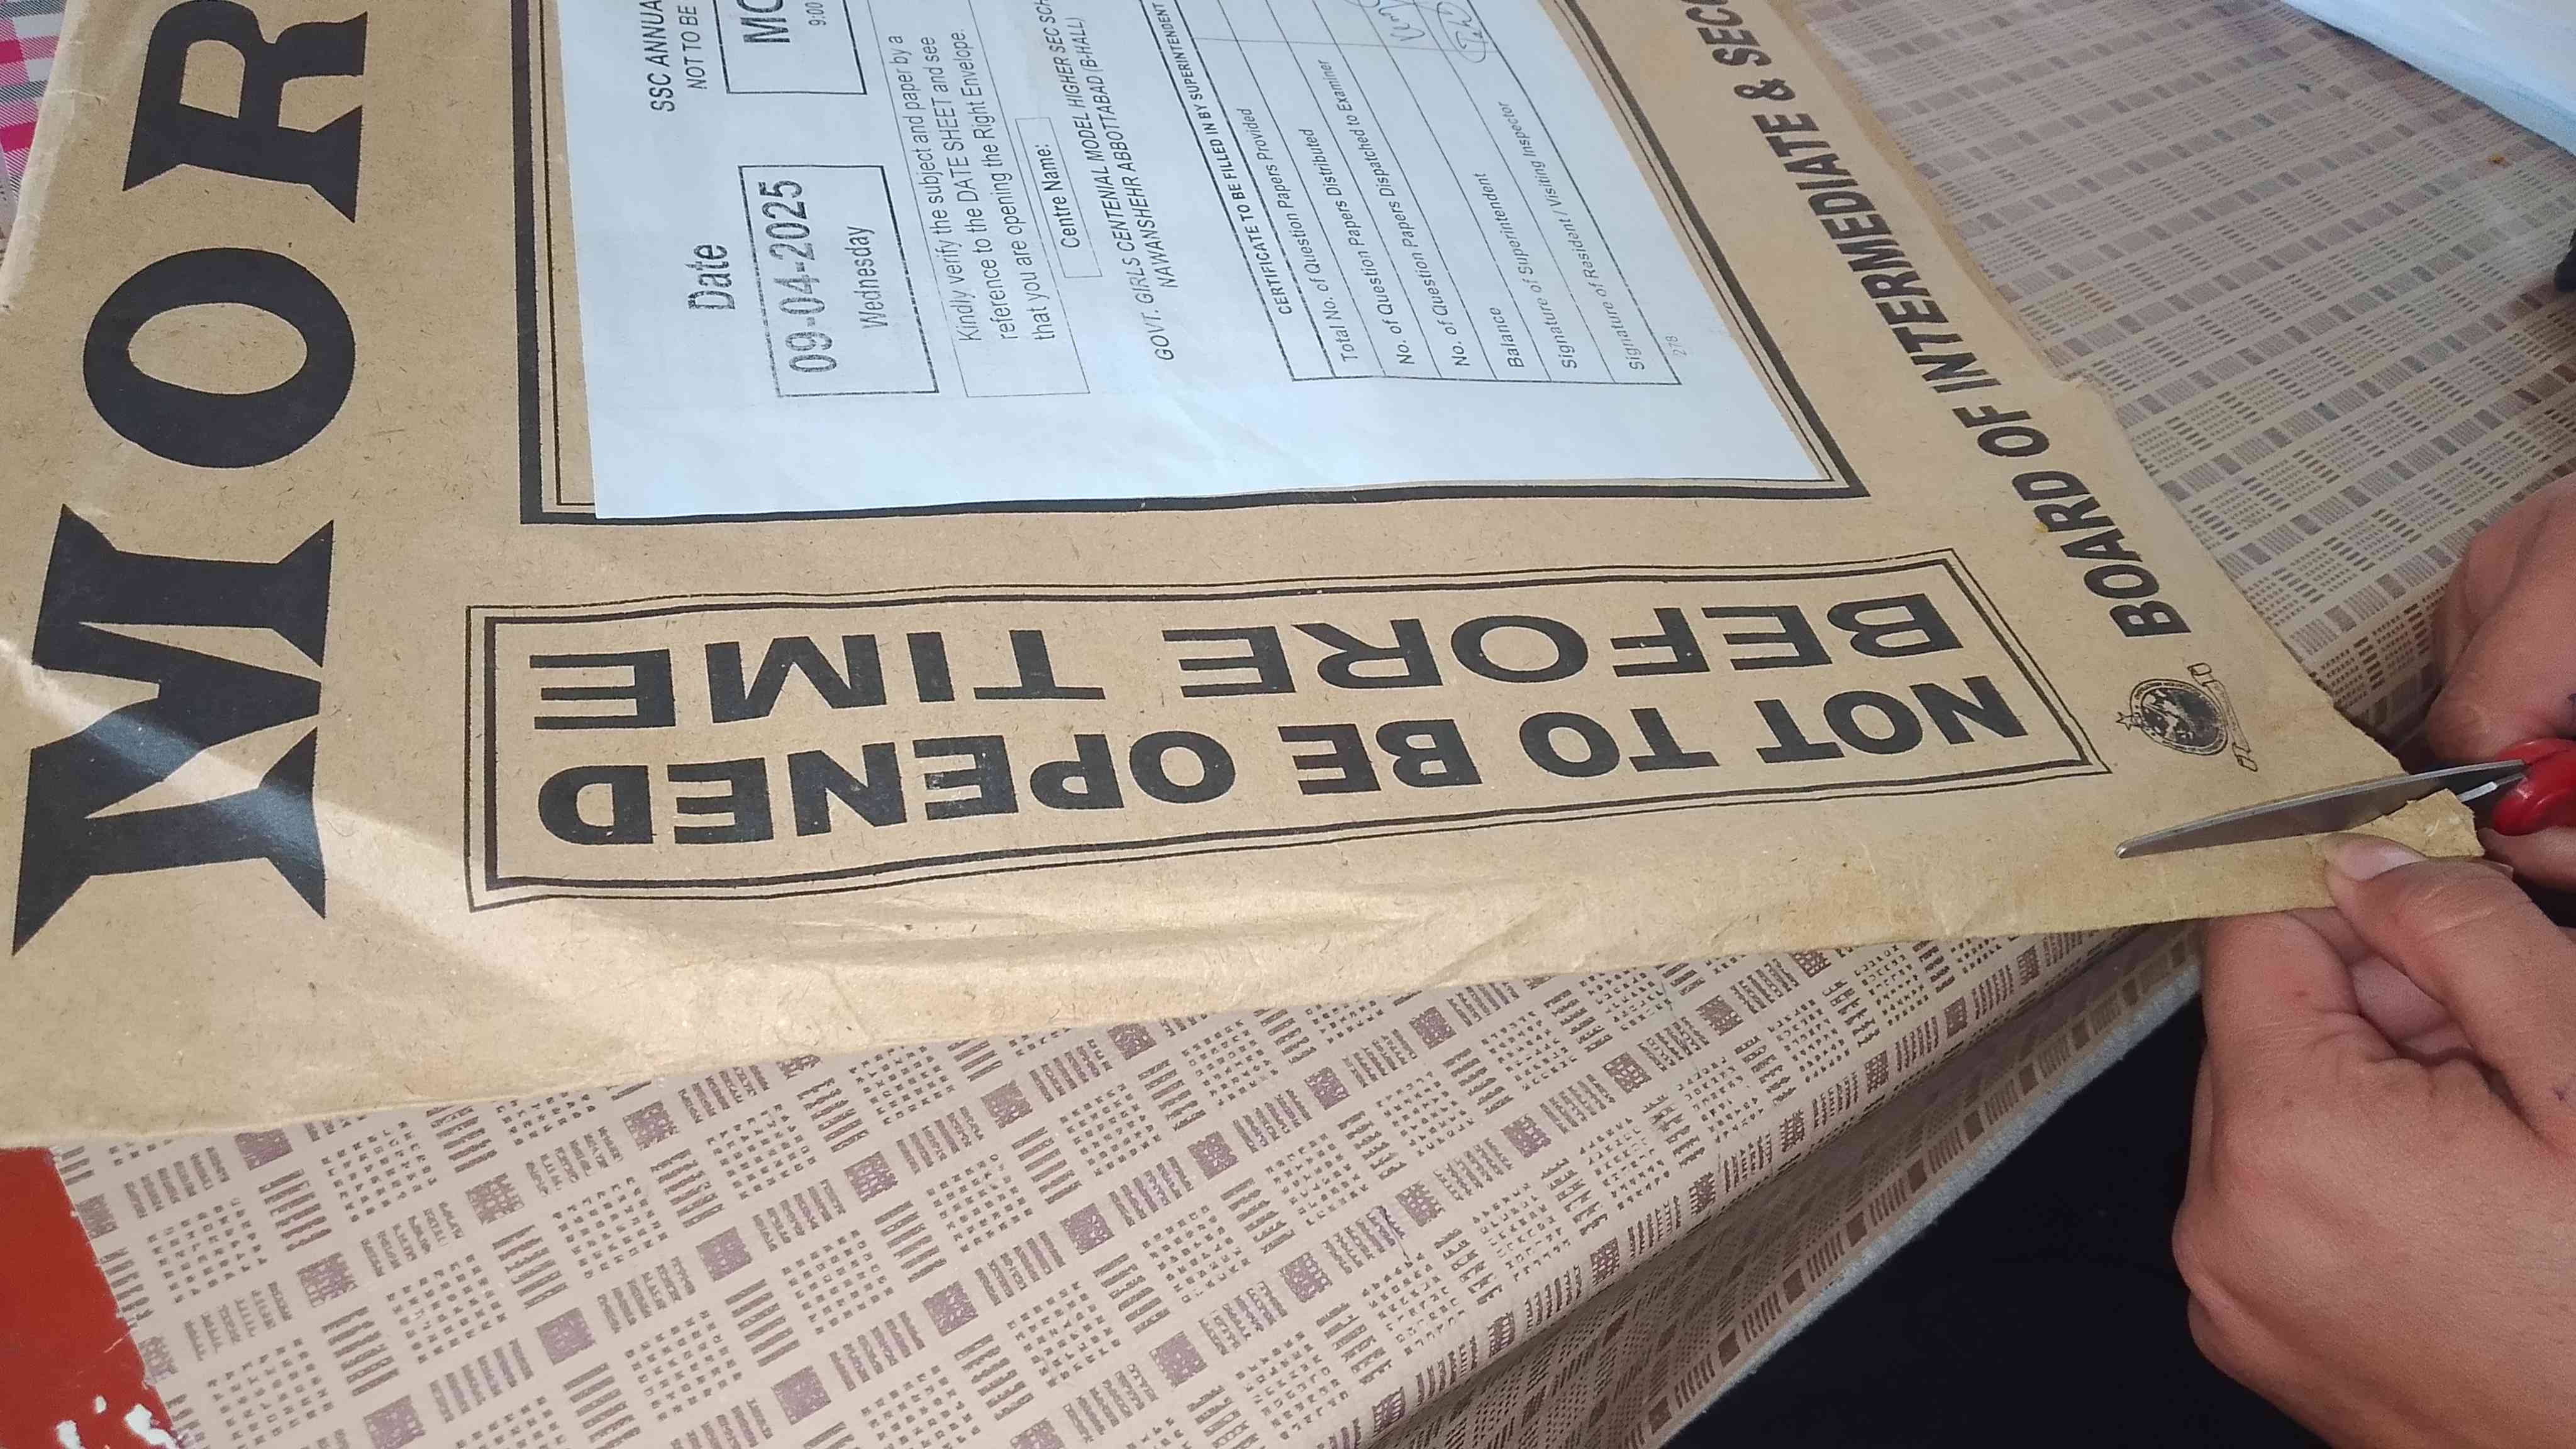 MOR
SSC ANNUA
NOT TO BE
Date
09-04-2025
Wednesday
MO
9:00
Kindly verify the subject and paper by a
reference to the DATE SHEET and see
that you are opening the Right Envelope.
Centre Name:
GOVT. GIRLS CENTENIAL MODEL HIGHER SEC SCH
NAWANSHEHR ABBOTTABAD (B-HALL)
CERTIFICATE TO BE FILLED IN BY SUPERINTENDENT
Total No. of Question Papers Provided
No. of Question Papers Distributed
No. of Question Papers Dispatched to Examiner
Balance
Signature of Superintendent
Signature of Resident / Visiting Inspector
278
BOARD OF INTERMEDIATE & SECO
NOT TO BE OPENED
BEFORE TIME